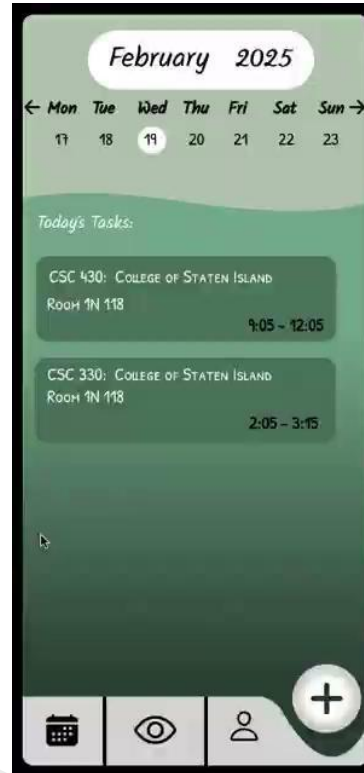 February 2025
← Mon Tue Wed Thu Fri Sat Sun →
17 18 19 20 21 22 23
Today's Tasks:
CSC 430: College of Staten Island
Room 1N 118
9:05 – 12:05
CSC 330: College of Staten Island
Room 1N 118
2:05 – 3:15